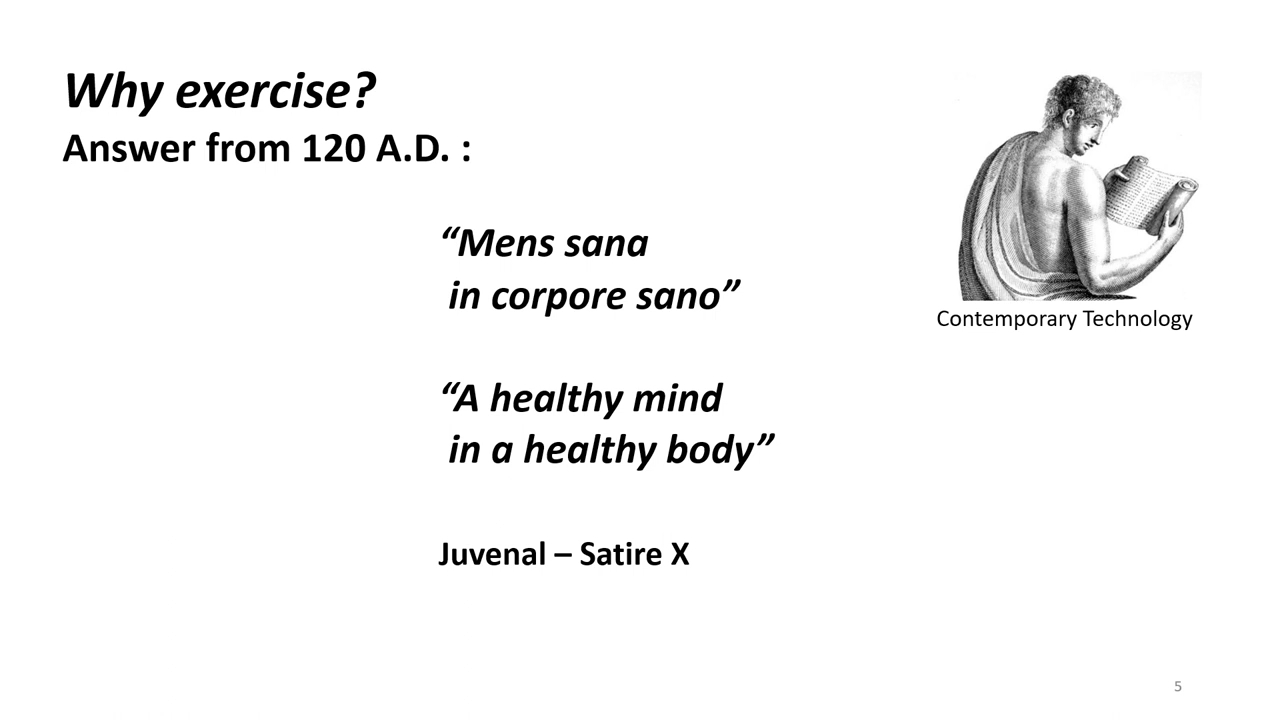 Why exercise?
Answer from 120 A.D. :
“Mens sana
in corpore sano”
Contemporary Technology
“A healthy mind
in a healthy body”
Juvenal – Satire X
5